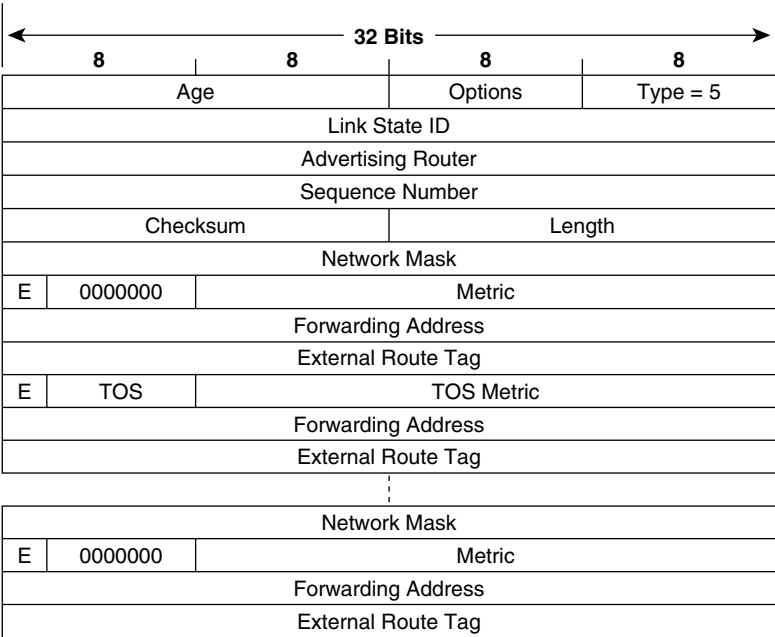 32 Bits
8 8 8 8
Age Options Type = 5
Link State ID
Advertising Router
Sequence Number
Checksum Length
Network Mask
E 0000000 Metric
Forwarding Address
External Route Tag
E TOS TOS Metric
Forwarding Address
External Route Tag
Network Mask
E 0000000 Metric
Forwarding Address
External Route Tag